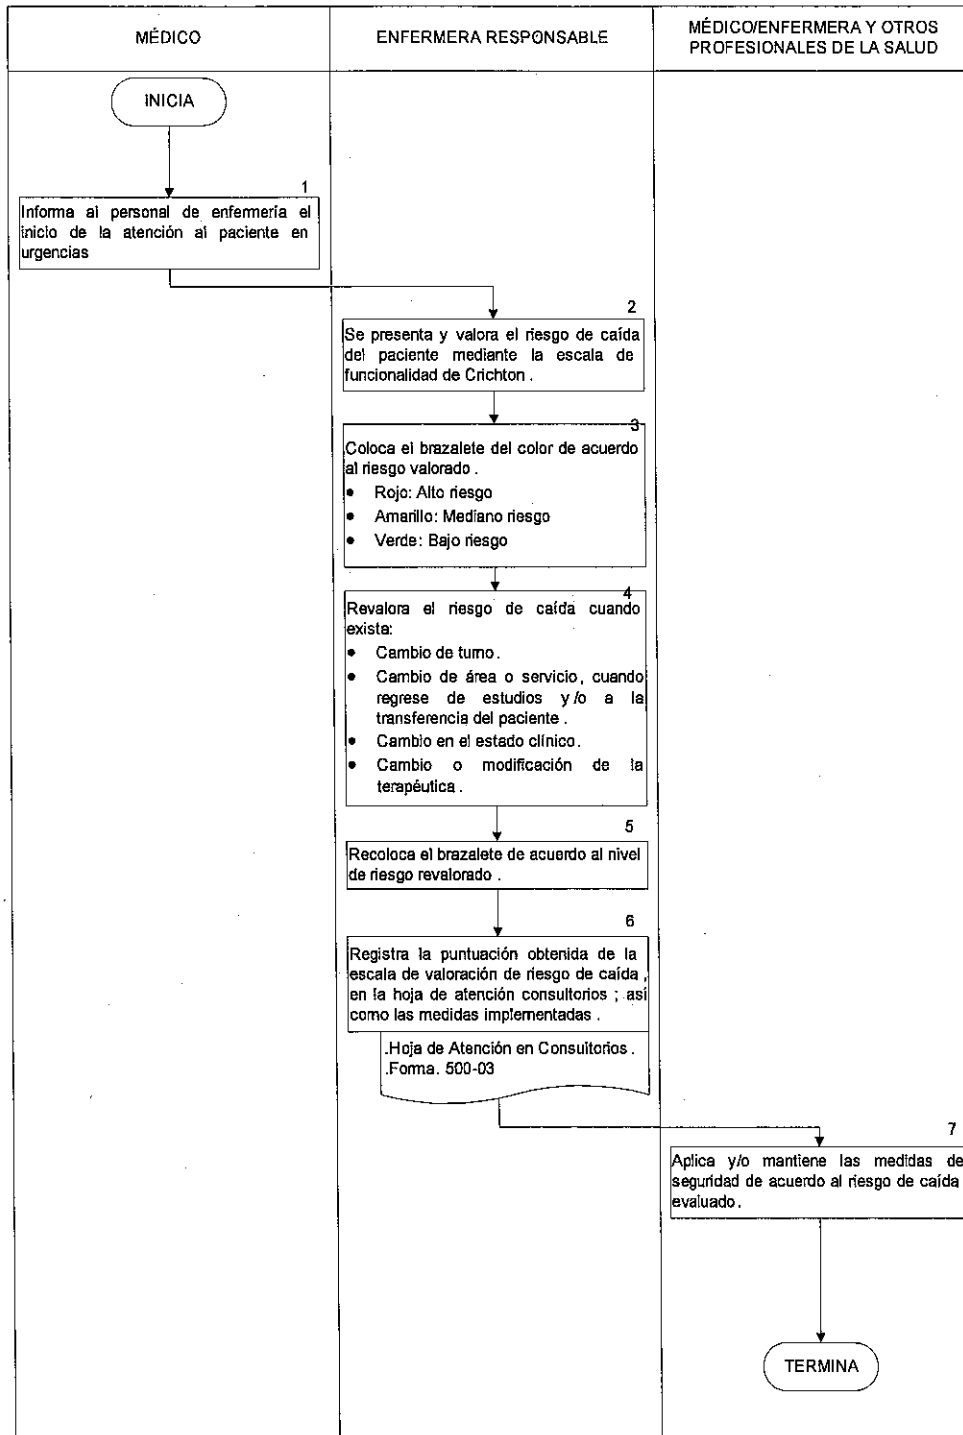 MÉDICO
ENFERMERA RESPONSABLE
MÉDICO/ENFERMERA Y OTROS
PROFESIONALES DE LA SALUD
INICIA
1
Informa al personal de enfermería el
inicio de la atención al paciente en
urgencias
2
Se presenta y valora el riesgo de caída
del paciente mediante la escala de
funcionalidad de Crichton .
3
Coloca el brazalete del color de acuerdo
al riesgo valorado .
• Rojo: Alto riesgo
• Amarillo: Mediano riesgo
• Verde: Bajo riesgo
4
Revalora el riesgo de caída cuando
exista:
• Cambio de turno .
• Cambio de área o servicio, cuando
regrese de estudios y/o a la
transferencia del paciente .
• Cambio en el estado clínico.
• Cambio o modificación de la
terapéutica .
5
Recoloca el brazalete de acuerdo al nivel
de riesgo revalorado .
6
Registra la puntuación obtenida de la
escala de valoración de riesgo de caída ,
en la hoja de atención consultorios ; así
como las medidas implementadas .
.Hoja de Atención en Consultorios .
.Forma. 500-03
7
Aplica y/o mantiene las medidas de
seguridad de acuerdo al riesgo de caída
evaluado .
TERMINA